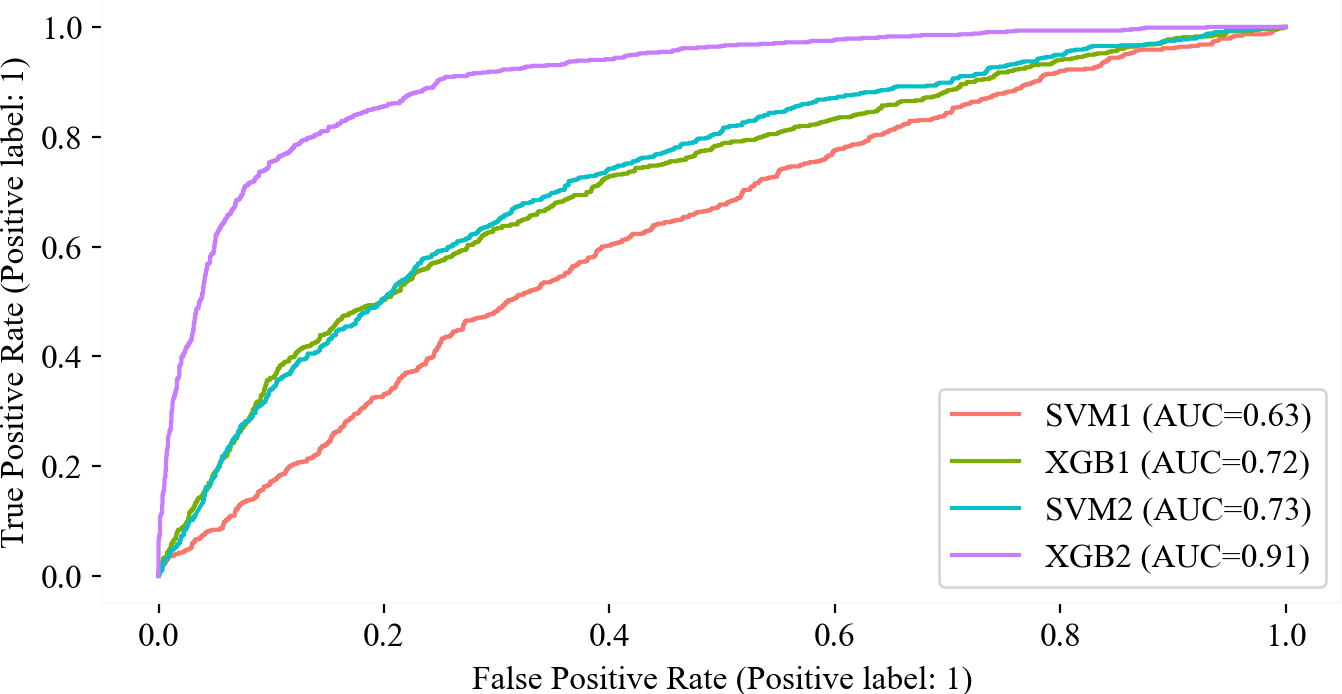 True Positive Rate (Positive label: 1)
1.0
0.8
0.6
0.4
0.2
0.0
SVM1 (AUC=0.63)
XGB1 (AUC=0.72)
SVM2 (AUC=0.73)
XGB2 (AUC=0.91)
0.0 0.2 0.4 0.6 0.8 1.0
False Positive Rate (Positive label: 1)